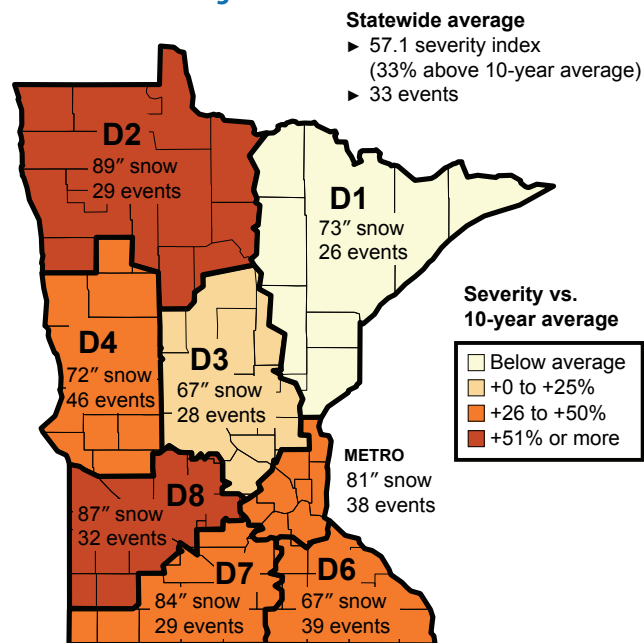 Statewide average
► 57.1 severity index
(33% above 10-year average)
► 33 events
D2
89″ snow
29 events
D1
73″ snow
26 events
Severity vs.
10-year average
Below average
+0 to +25%
+26 to +50%
+51% or more
D4
72″ snow
46 events
D3
67″ snow
28 events
METRO
81″ snow
38 events
D8
87″ snow
32 events
D7
84″ snow
29 events
D6
67″ snow
39 events